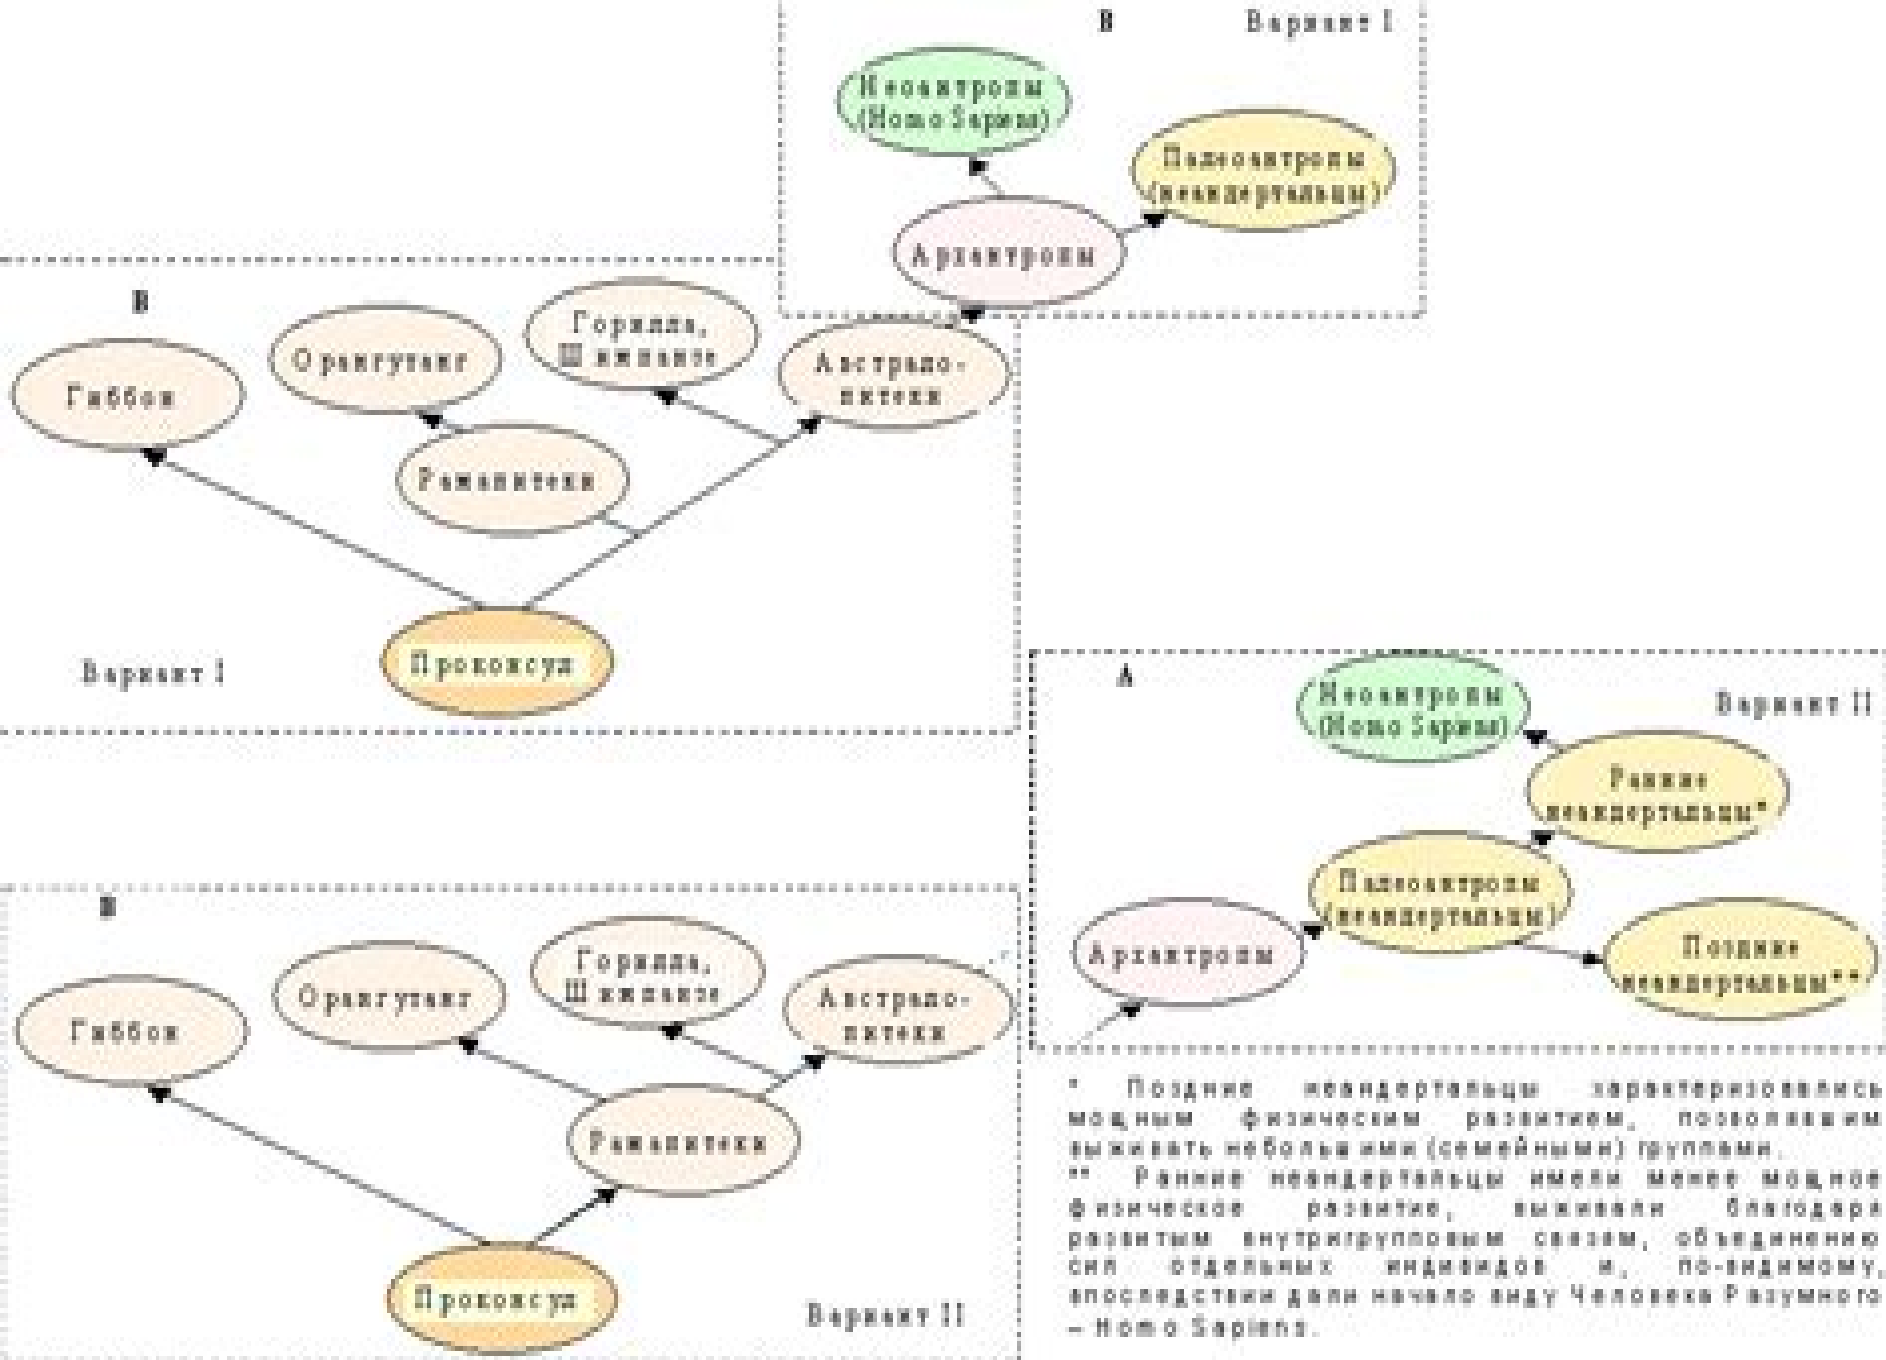 В Вариант I
Неоантропы
(Homo Sapiens)
Палеоантропы
(неандертальцы)
Архантропы
В
Горилла,
Шимпанзе
Орангутанг
Австрало-
питеки
Гиббон
Рамапитеки
Проконсул
Вариант I
А
Вариант II
Неоантропы
(Homo Sapiens)
Ранние
неандертальцы*
Палеоантропы
(неандертальцы)
Архантропы
Поздние
неандертальцы**
В
Горилла,
Шимпанзе
Орангутанг
Австрало-
питеки
Гиббон
Рамапитеки
Проконсул
Вариант II
* Поздние неандертальцы характеризовались
мощным физическим развитием, позволявшим
выживать небольшими (семейными) группами.
** Ранние неандертальцы имели менее мощное
физическое развитие, выживали благодаря
развитым внутригрупповым связям, объединению
сил отдельных индивидов и, по-видимому,
впоследствии дали начало виду Человека Разумного
– Homo Sapiens.